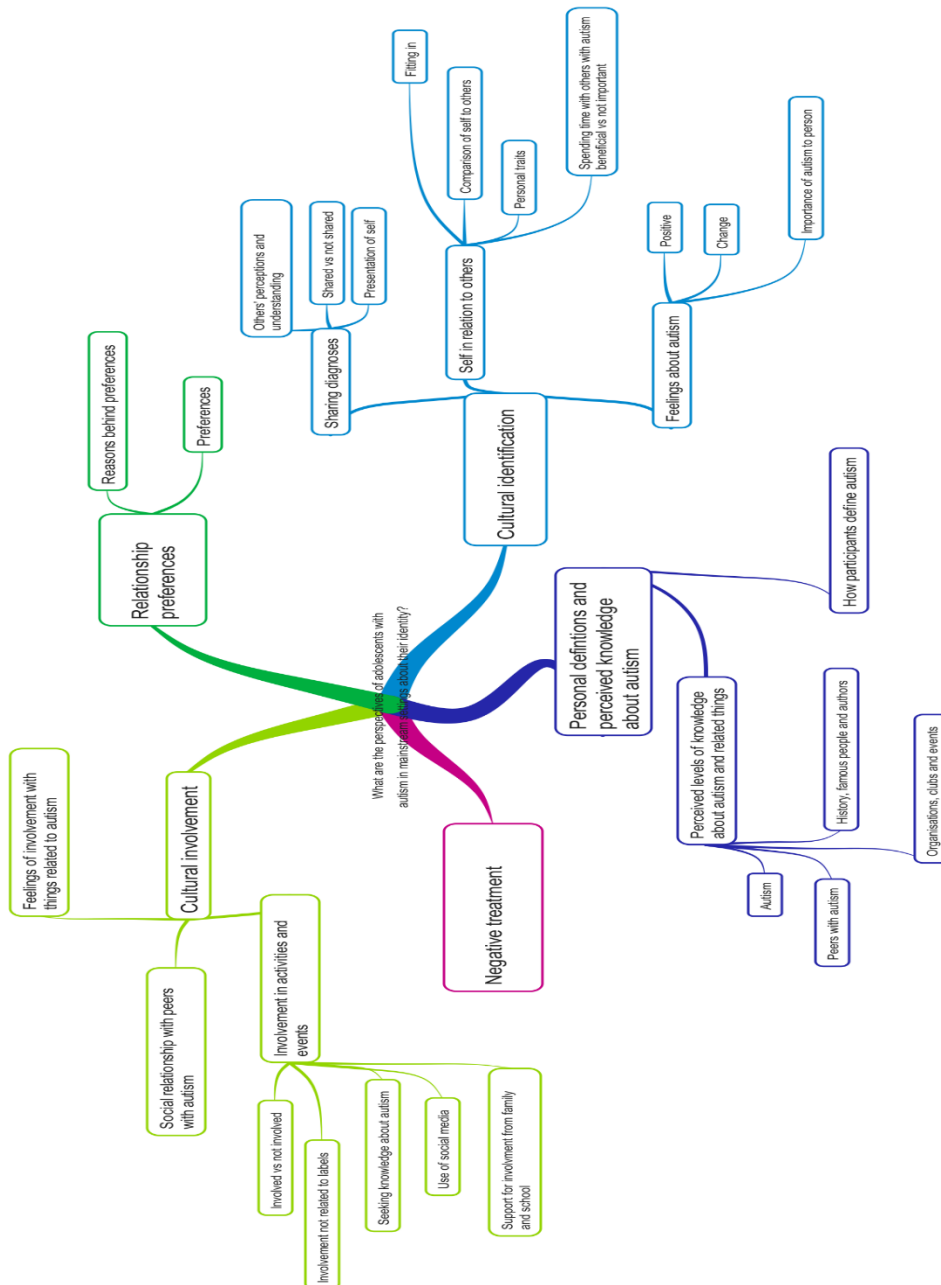 What are the perspectives of adolescents with
autism in mainstream settings about their identity?
Cultural involvement
Feelings of involvement with
things related to autism
Social relationship with peers
with autism
Involvement in activities and
events
Involved vs not involved
Involvement not related to labels
Seeking knowledge about autism
Use of social media
Support for involvment from family
and school
Relationship
preferences
Reasons behind preferences
Preferences
Cultural identification
Sharing diagnoses
Others' perceptions and
understanding
Shared vs not shared
Presentation of self
Self in relation to others
Fitting in
Comparison of self to others
Personal traits
Spending time with others with autism
beneficial vs not important
Feelings about autism
Positive
Change
Importance of autism to person
Personal defintions and
perceived knowledge
about autism
How participants define autism
Perceived levels of knowledge
about autism and related things
Autism
Peers with autism
History, famous people and authors
Organisations, clubs and events
Negative treatment